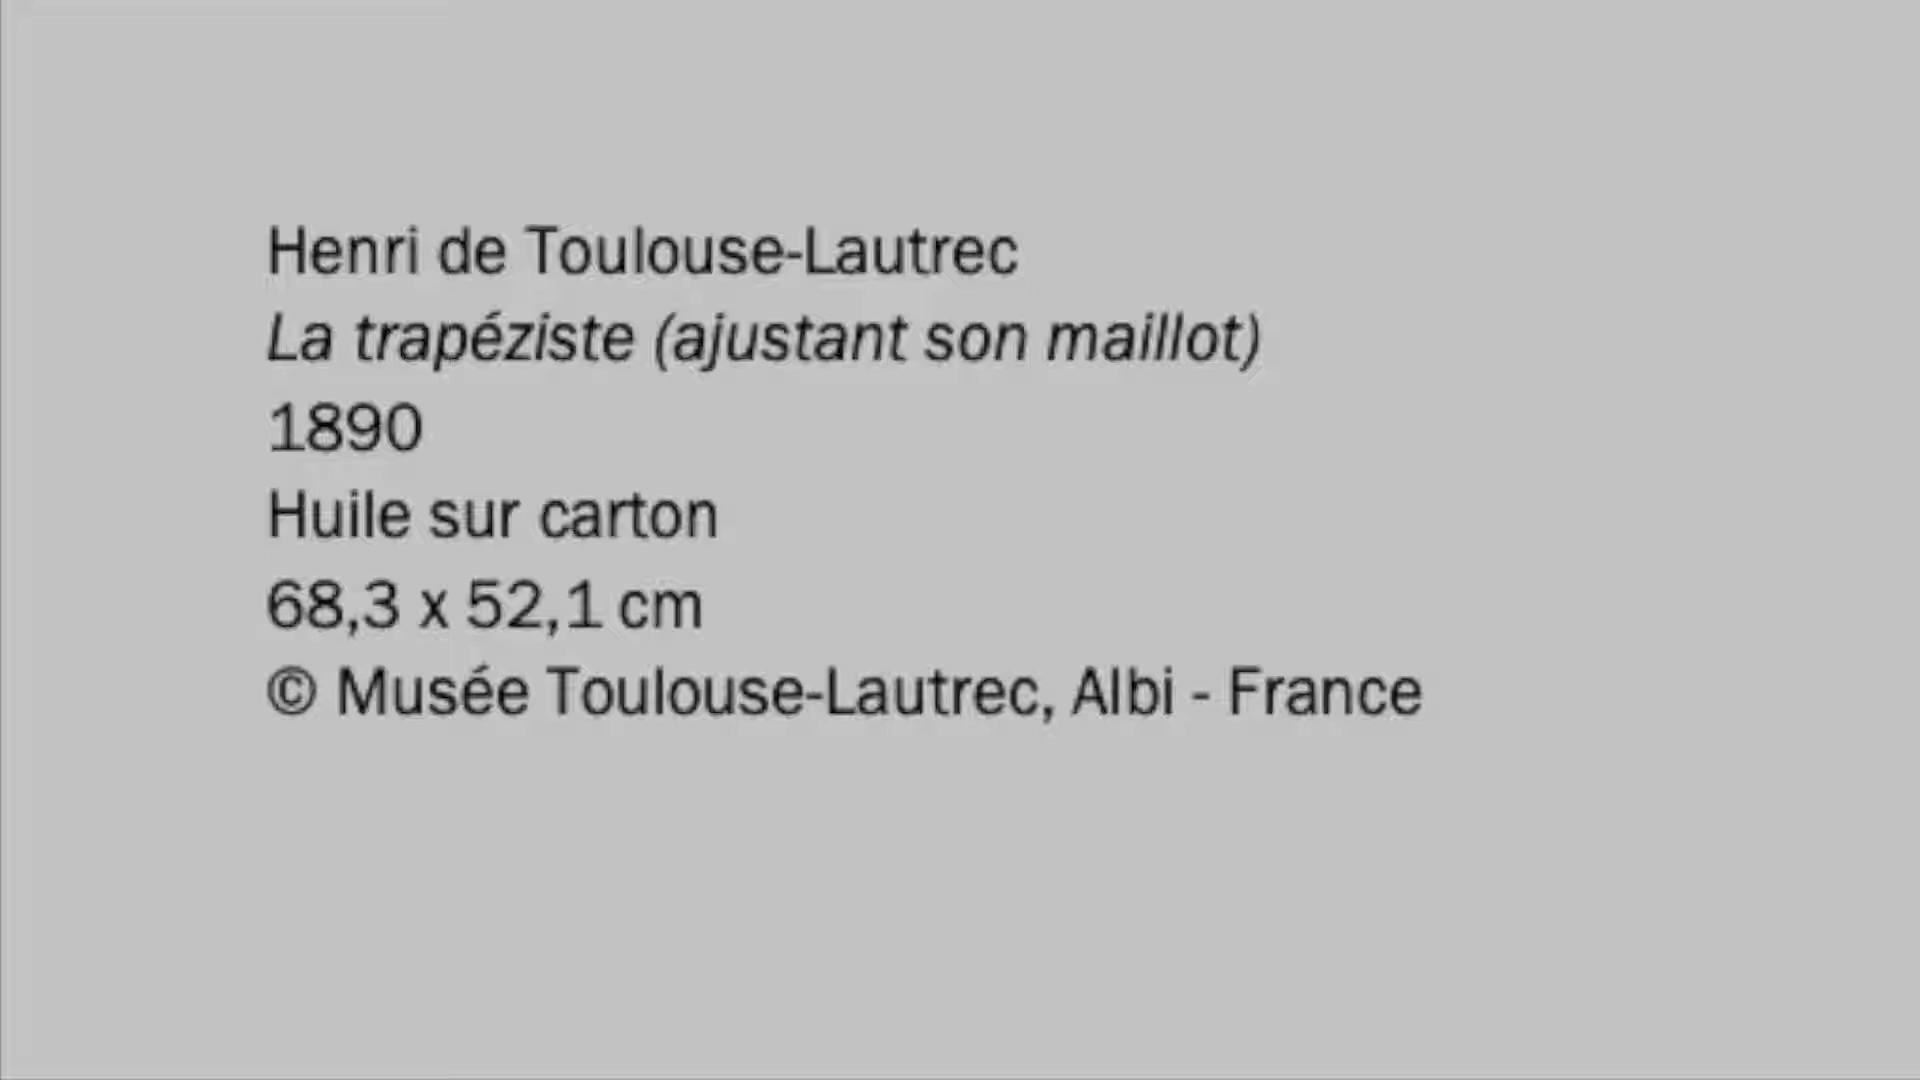 Henri de Toulouse-Lautrec
La trapéziste (ajustant son maillot)
1890
Huile sur carton
68,3 x 52,1 cm
© Musée Toulouse-Lautrec, Albi - France